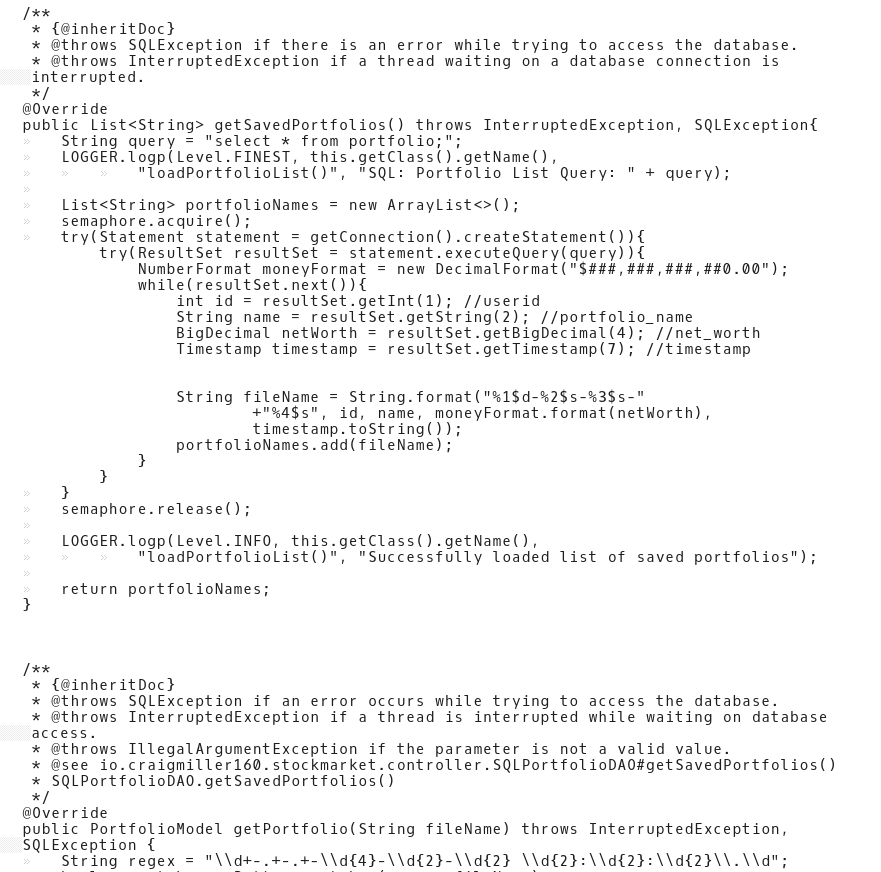 /**
 * {@inheritDoc}
 * @throws SQLException if there is an error while trying to access the database.
 * @throws InterruptedException if a thread waiting on a database connection is
 interrupted.
 */
@Override
public List<String> getSavedPortfolios() throws InterruptedException, SQLException{
»   String query = "select * from portfolio;";
»   LOGGER.logp(Level.FINEST, this.getClass().getName(),
»   »   »   "loadPortfolioList()", "SQL: Portfolio List Query: " + query);
»
»   List<String> portfolioNames = new ArrayList<>();
»   semaphore.acquire();
»   try(Statement statement = getConnection().createStatement()){
        try(ResultSet resultSet = statement.executeQuery(query)){
            NumberFormat moneyFormat = new DecimalFormat("$###,###,###,##0.00");
            while(resultSet.next()){
                int id = resultSet.getInt(1); //userid
                String name = resultSet.getString(2); //portfolio_name
                BigDecimal netWorth = resultSet.getBigDecimal(4); //net_worth
                Timestamp timestamp = resultSet.getTimestamp(7); //timestamp

                String fileName = String.format("%1$d-%2$s-%3$s-"
                        +"%4$s", id, name, moneyFormat.format(netWorth),
                        timestamp.toString());
                portfolioNames.add(fileName);
            }
        }
»   }
»   semaphore.release();
»
»   LOGGER.logp(Level.INFO, this.getClass().getName(),
»   »   »   "loadPortfolioList()", "Successfully loaded list of saved portfolios");
»
»   return portfolioNames;
}

/**
 * {@inheritDoc}
 * @throws SQLException if an error occurs while trying to access the database.
 * @throws InterruptedException if a thread is interrupted while waiting on database
 access.
 * @throws IllegalArgumentException if the parameter is not a valid value.
 * @see io.craigmiller160.stockmarket.controller.SQLPortfolioDAO#getSavedPortfolios()
 * SQLPortfolioDAO.getSavedPortfolios()
 */
@Override
public PortfolioModel getPortfolio(String fileName) throws InterruptedException,
SQLException {
»   String regex = "\\d+-.+-.+-\\d{4}-\\d{2}-\\d{2} \\d{2}:\\d{2}:\\d{2}\\.\\d";